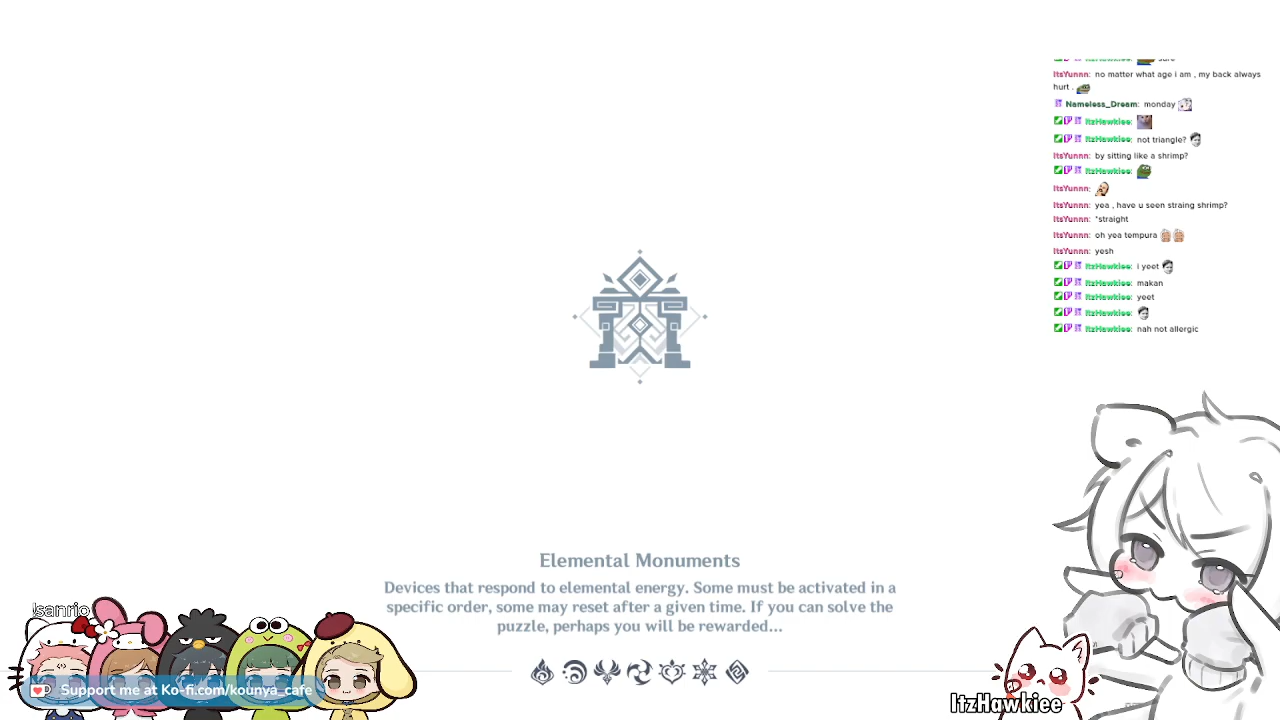 ItsYunnn: no matter what age i am , my back always
hurt .
Nameless_Dream: monday
ItzHawkiee:
ItzHawkiee: not triangle?
ItsYunnn: by sitting like a shrimp?
ItzHawkiee:
ItsYunnn:
ItsYunnn: yea , have u seen straing shrimp?
ItsYunnn: *straight
ItsYunnn: oh yea tempura
ItsYunnn: yesh
ItzHawkiee: i yeet
ItzHawkiee: makan
ItzHawkiee: yeet
ItzHawkiee:
ItzHawkiee: nah not allergic
Elemental Monuments
Devices that respond to elemental energy. Some must be activated in a
specific order, some may reset after a given time. If you can solve the
puzzle, perhaps you will be rewarded...
!sanrio
Support me at Ko-fi.com/kounya_cafe
ItzHawkiee